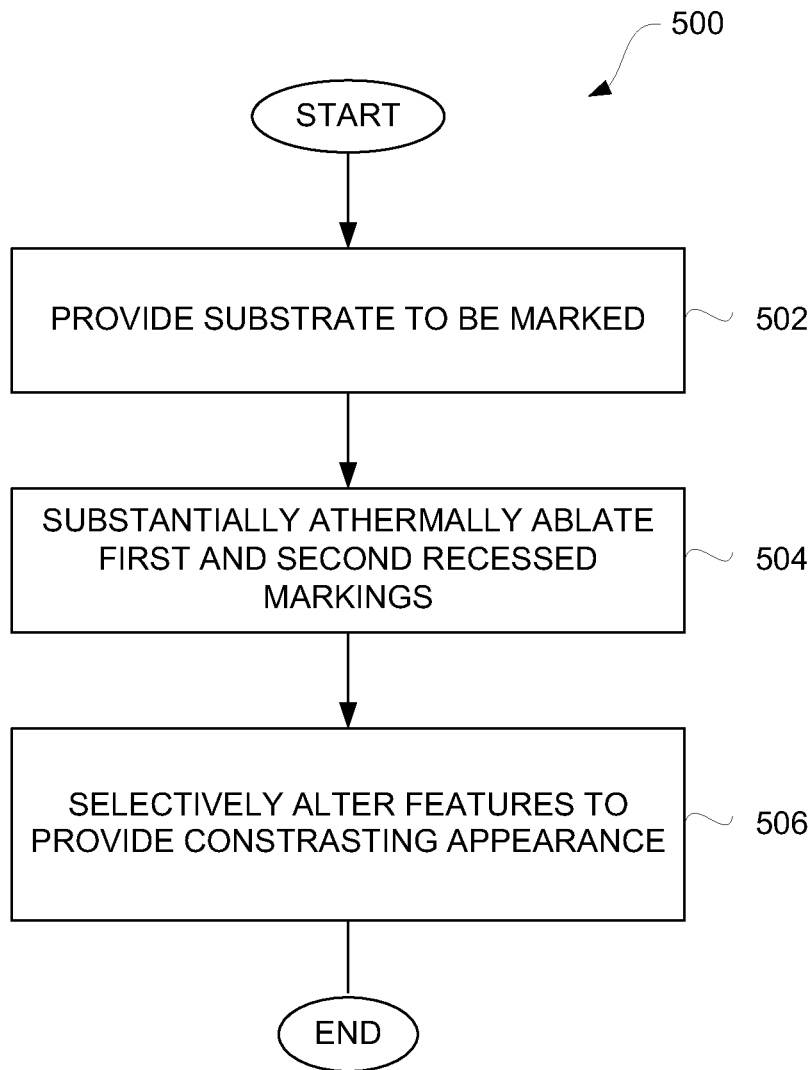 500
START
PROVIDE SUBSTRATE TO BE MARKED
502
SUBSTANTIALLY ATHERMALLY ABLATE
FIRST AND SECOND RECESSED
MARKINGS
504
SELECTIVELY ALTER FEATURES TO
PROVIDE CONSTRASTING APPEARANCE
506
END